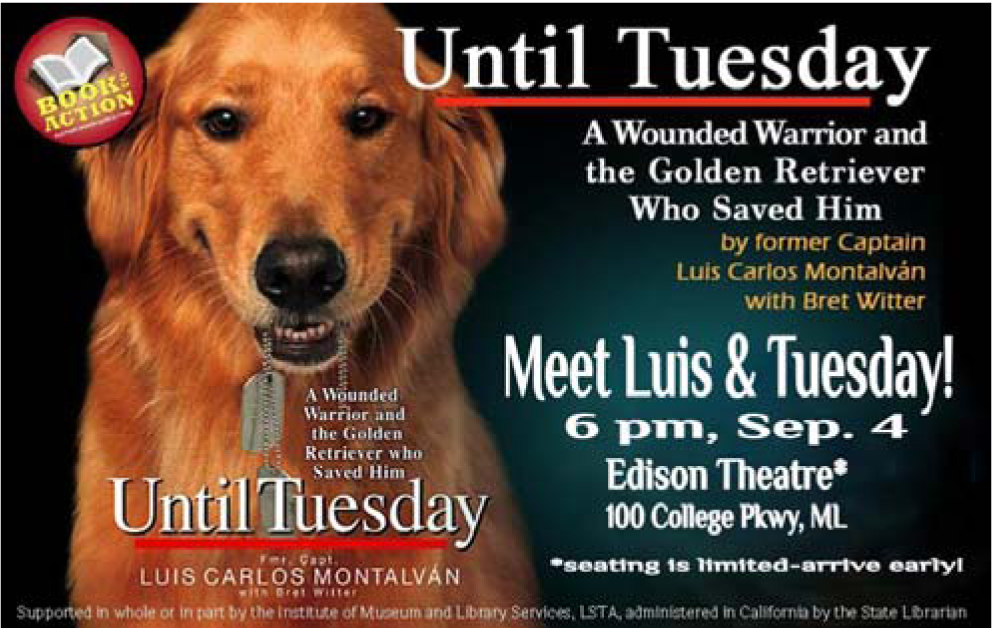 BOOK TO
ACTION
Until Tuesday
A Wounded Warrior and
the Golden Retriever
Who Saved Him
by former Captain
Luis Carlos Montalván
with Bret Witter
Meet Luis & Tuesday!
6 pm, Sep. 4
Edison Theatre*
100 College Pkwy, ML
*seating is limited-arrive early!
A Wounded
Warrior and
the Golden
Retriever who
Saved Him
Until Tuesday
Fmr. Capt.
LUIS CARLOS MONTALVÁN
with Bret Witter
Supported in whole or in part by the Institute of Museum and Library Services, LSTA, administered in California by the State Librarian